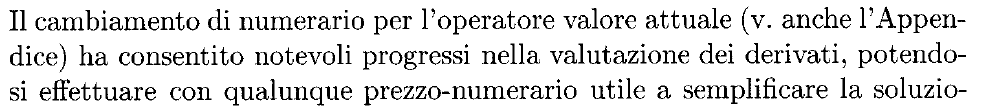 Il cambiamento di numerario per l'operatore valore attuale (v. anche l'Appen-
dice) ha consentito notevoli progressi nella valutazione dei derivati, potendo-
si effettuare con qualunque prezzo-numerario utile a semplificare la soluzio-